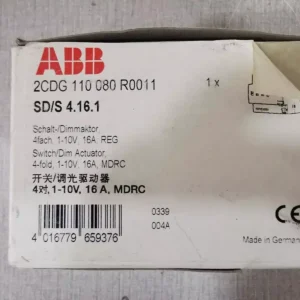 ABB
2CDG 110 080 R0011 1 x
SD/S 4.16.1
Schalt-/Dimmaktor,
4fach, 1-10V, 16A, REG
Switch/Dim Actuator,
4-fold, 1-10V, 16A, MDRC
开关/调光驱动器
4对, 1-10V, 16 A, MDRC
0339
004A
CE
4 016779 659376
Made in German